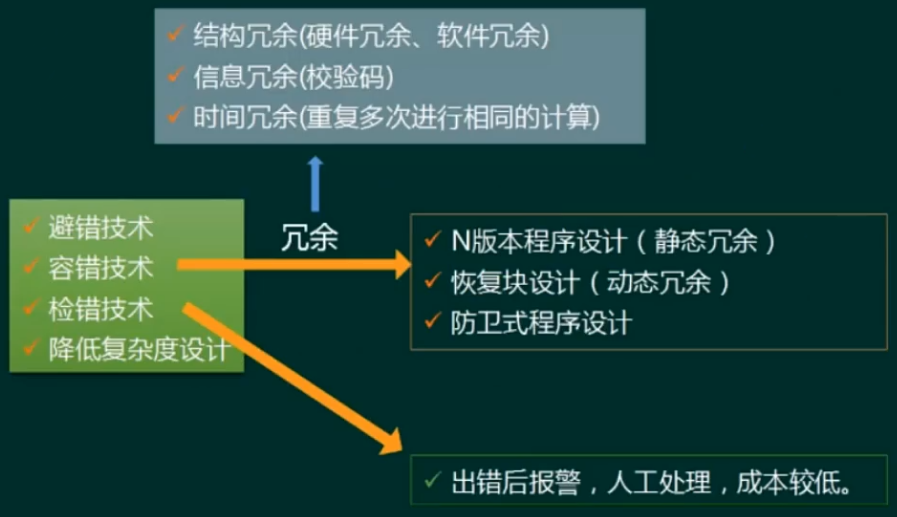 结构冗余(硬件冗余、软件冗余)
信息冗余(校验码)
时间冗余(重复多次进行相同的计算)
避错技术
容错技术
检错技术
降低复杂度设计
冗余
N版本程序设计（静态冗余）
恢复块设计（动态冗余）
防卫式程序设计
出错后报警，人工处理，成本较低。